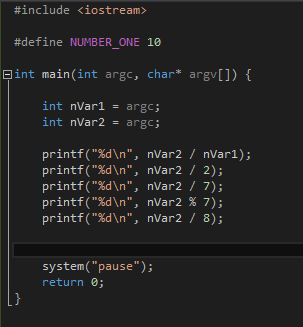 #include <iostream>
#define NUMBER_ONE 10
int main(int argc, char* argv[]) {
int nVar1 = argc;
int nVar2 = argc;
printf("%d\n", nVar2 / nVar1);
printf("%d\n", nVar2 / 2);
printf("%d\n", nVar2 / 7);
printf("%d\n", nVar2 % 7);
printf("%d\n", nVar2 / 8);
system("pause");
return 0;
}